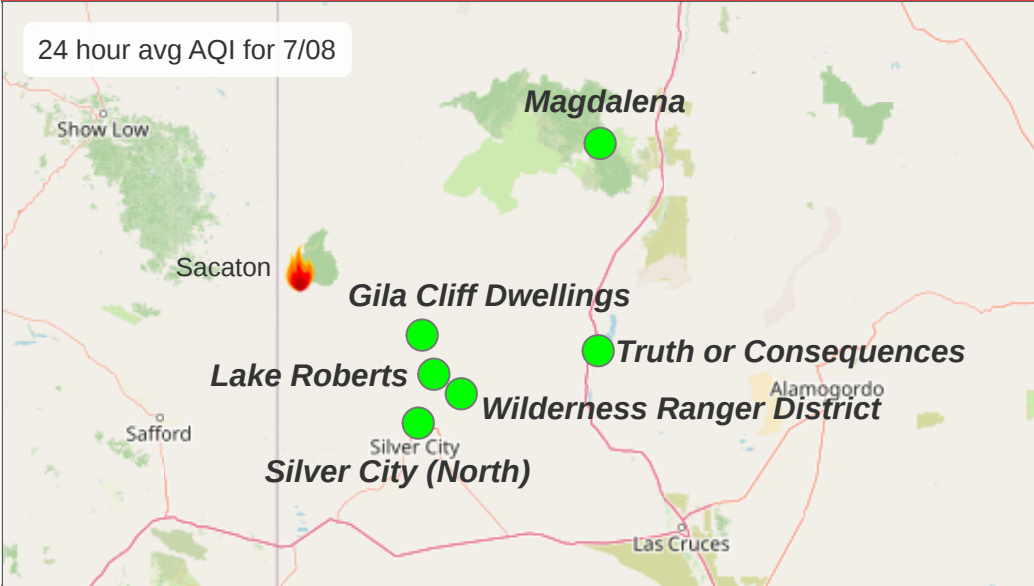 24 hour avg AQI for 7/08
Magdalena
Show Low
Sacaton
Gila Cliff Dwellings
Truth or Consequences
Lake Roberts
Alamogordo
Wilderness Ranger District
Safford
Silver City
Silver City (North)
Las Cruces